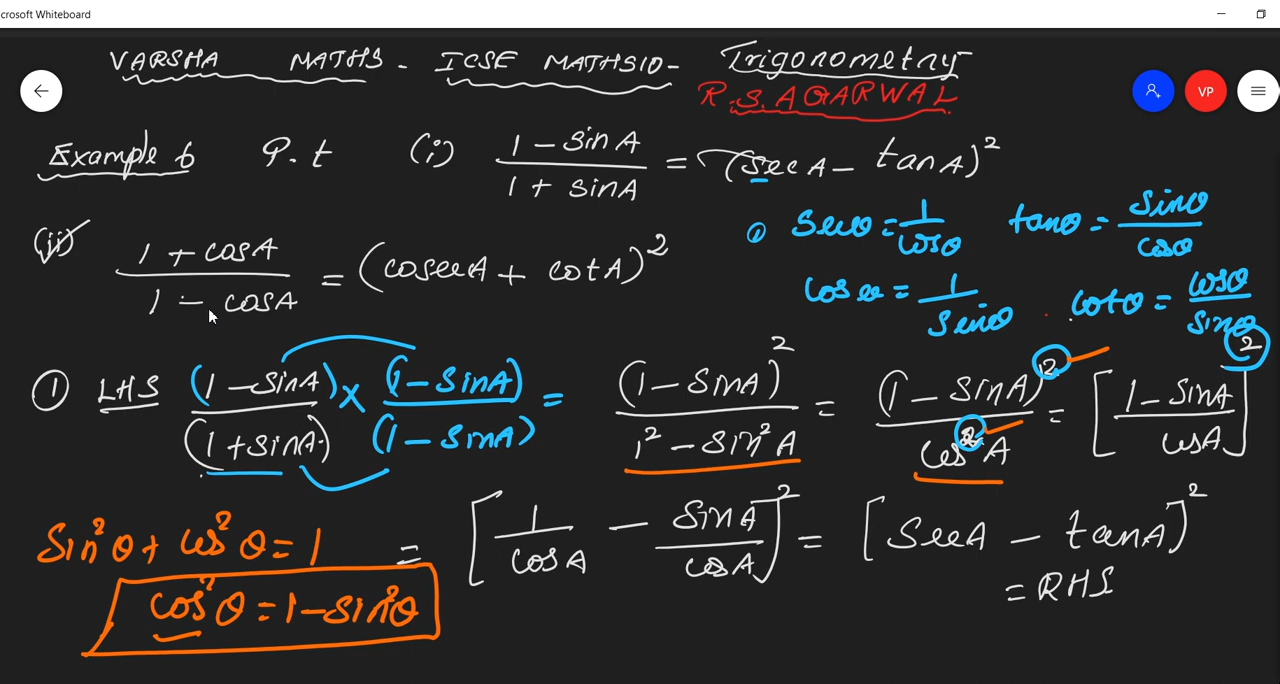 crosoft Whiteboard
VARSHA MATHS - ICSE MATHS10 - Trigonometry
R.S.AGARWAL
VP
Example 6 P.t (i) (1 - sinA)/(1 + sinA) = (secA - tanA)²
① secθ = 1/cosθ tanθ = sinθ/cosθ
(ii) (1 + cosA)/(1 - cosA) = (cosecA + cotA)²
cosec = 1/sinθ cotθ = cosθ/sinθ
① LHS (1 - sinA)/(1 + sinA) × (1 - sinA)/(1 - sinA) = (1 - sinA)²/(1² - sin²A) = (1 - sinA)²/cos²A = [(1 - sinA)/cosA]²
sin²θ + cos²θ = 1
= [1/cosA - sinA/cosA]² = [secA - tanA]²
= RHS
cos²θ = 1 - sin²θ